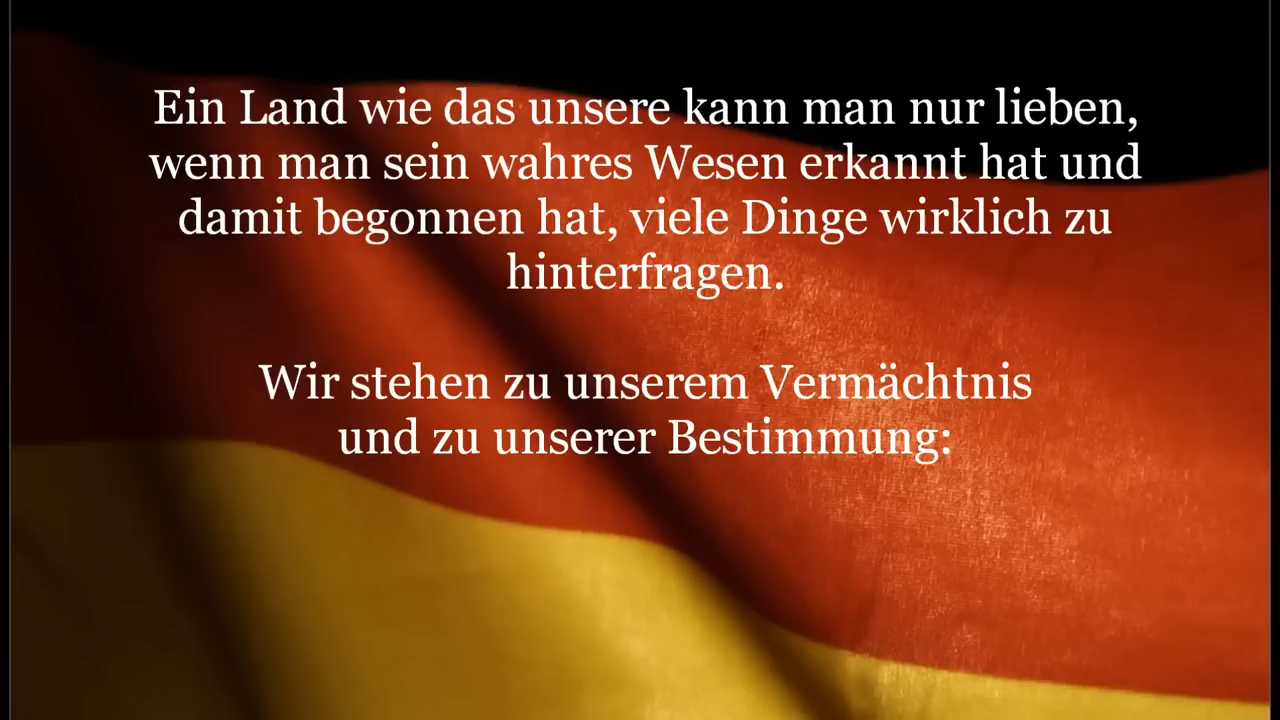 Ein Land wie das unsere kann man nur lieben,
wenn man sein wahres Wesen erkannt hat und
damit begonnen hat, viele Dinge wirklich zu
hinterfragen.
Wir stehen zu unserem Vermächtnis
und zu unserer Bestimmung: